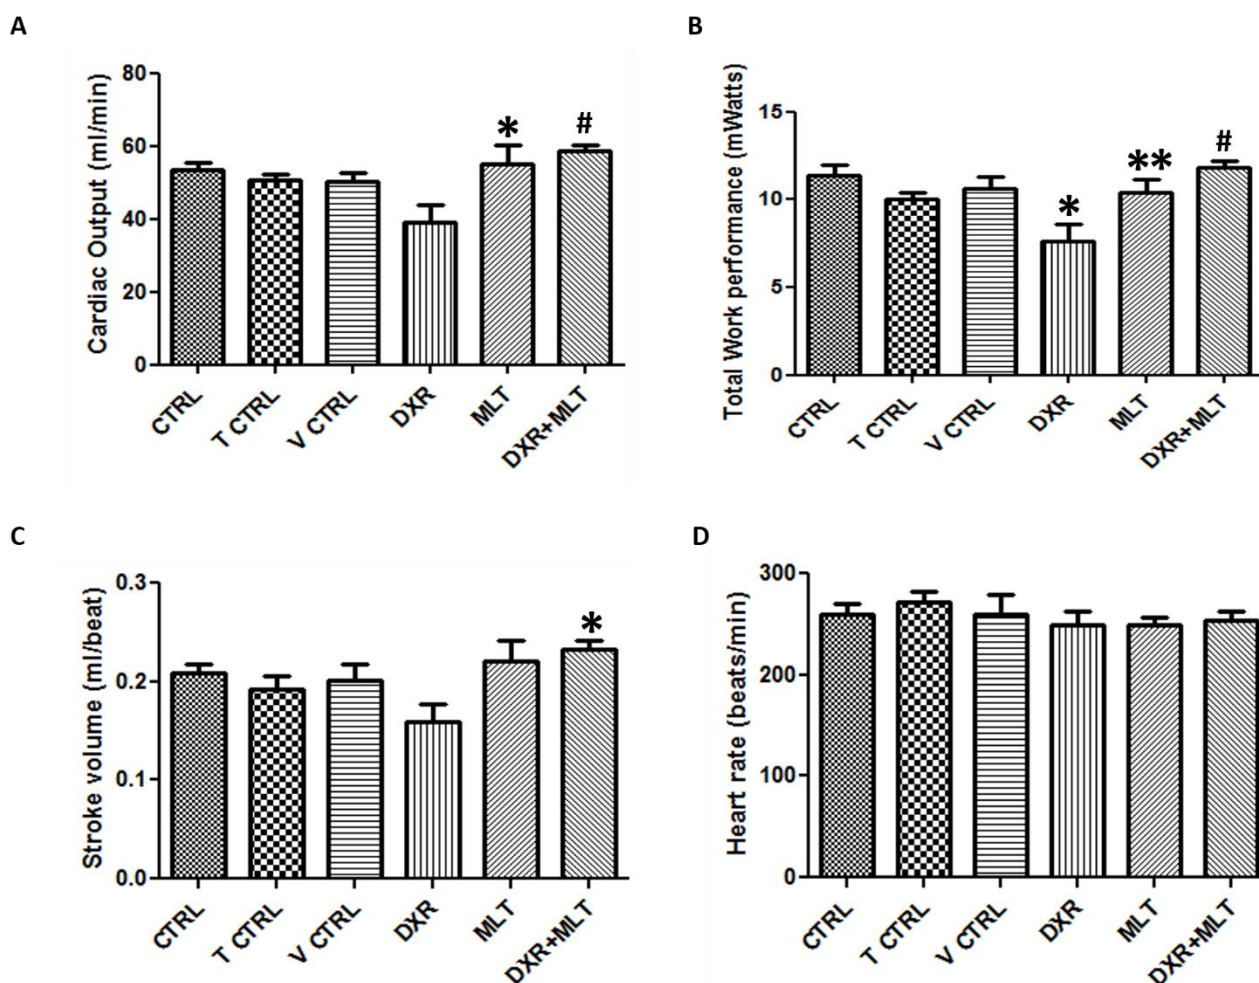 A
Cardiac Output (ml/min)
80
60
40
20
0
*
#
CTRL
T CTRL
V CTRL
DXR
MLT
DXR+MLT
B
Total Work performance (mWatts)
15
10
5
0
*
**
#
CTRL
T CTRL
V CTRL
DXR
MLT
DXR+MLT
C
Stroke volume (ml/beat)
0.3
0.2
0.1
0.0
*
CTRL
T CTRL
V CTRL
DXR
MLT
DXR+MLT
D
Heart rate (beats/min)
300
200
100
0
CTRL
T CTRL
V CTRL
DXR
MLT
DXR+MLT